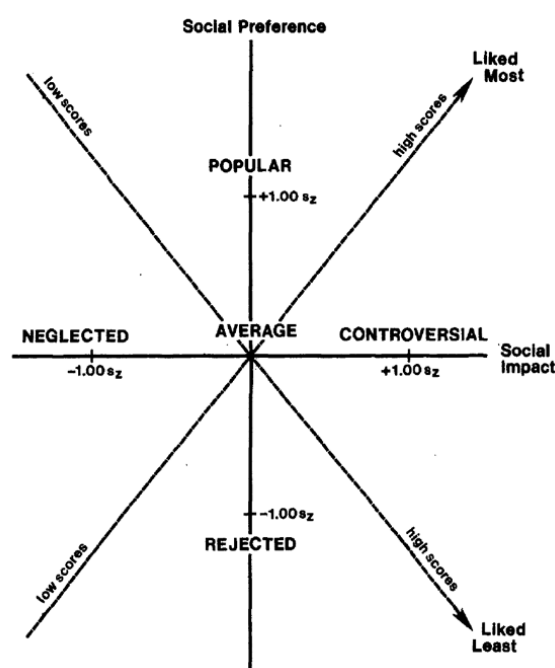 Social Preference
Liked
Most
low scores
high scores
POPULAR
+1.00 sz
NEGLECTED
AVERAGE
CONTROVERSIAL
-1.00 sz
+1.00 sz
Social
Impact
-1.00 sz
REJECTED
low scores
high scores
Liked
Least